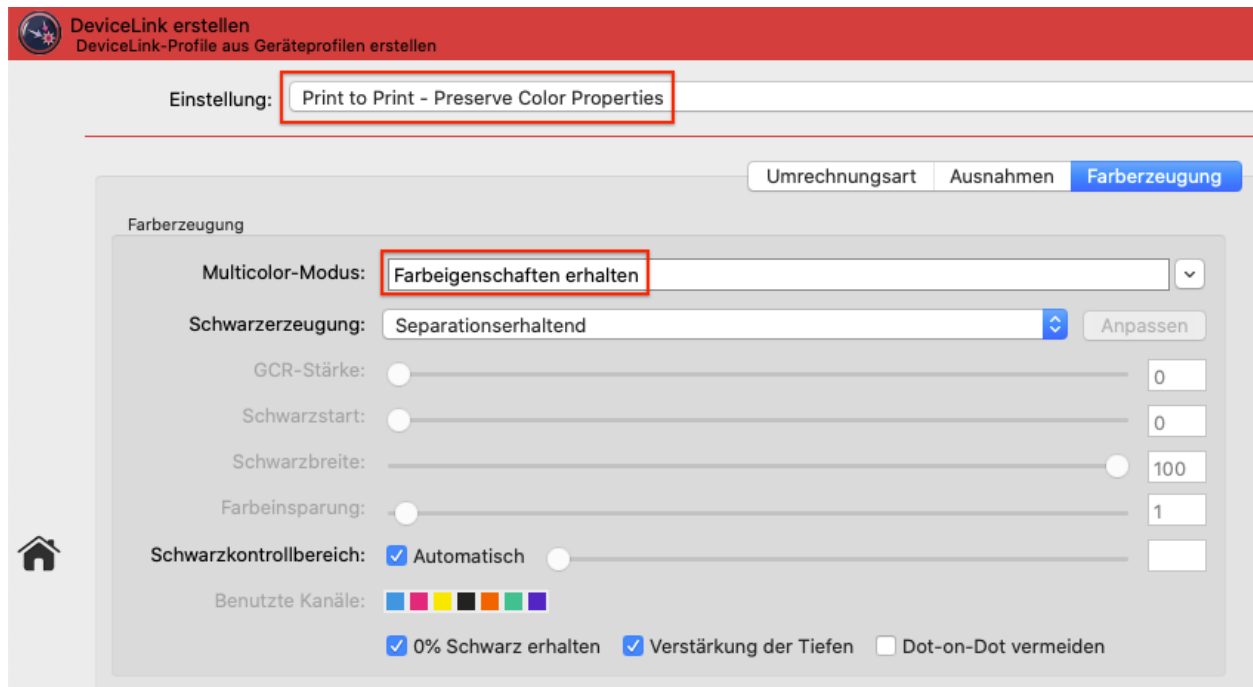 DeviceLink erstellen
DeviceLink-Profile aus Geräteprofilen erstellen
Einstellung: Print to Print - Preserve Color Properties
Umrechnungsart Ausnahmen Farberzeugung
Farberzeugung
Multicolor-Modus: Farbeigenschaften erhalten
Schwarzerzeugung: Separationserhaltend Anpassen
GCR-Stärke: 0
Schwarzstart: 0
Schwarzbreite: 100
Farbeinsparung: 1
Schwarzkontrollbereich: Automatisch
Benutzte Kanäle:
0% Schwarz erhalten Verstärkung der Tiefen Dot-on-Dot vermeiden